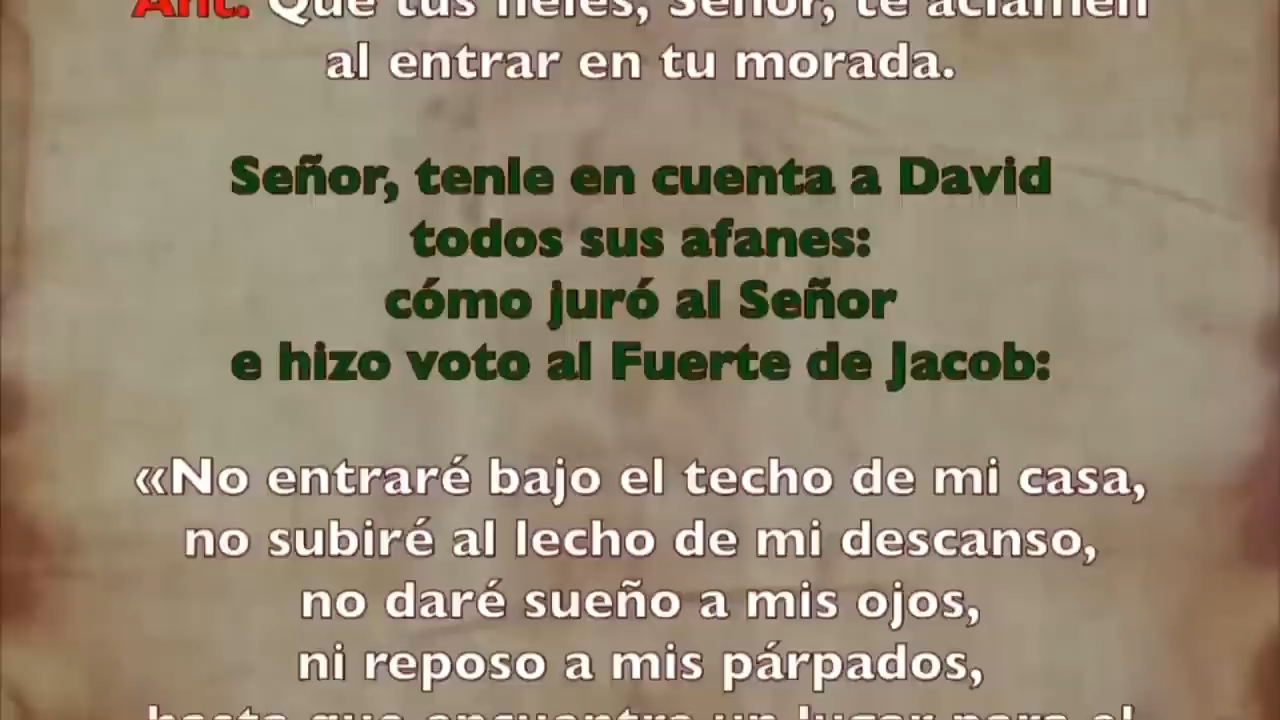 Ant. Que tus fieles, Señor, te aclamen
al entrar en tu morada.
Señor, tenle en cuenta a David
todos sus afanes:
cómo juró al Señor
e hizo voto al Fuerte de Jacob:
«No entraré bajo el techo de mi casa,
no subiré al lecho de mi descanso,
no daré sueño a mis ojos,
ni reposo a mis párpados,
hasta que encuentre un lugar para el